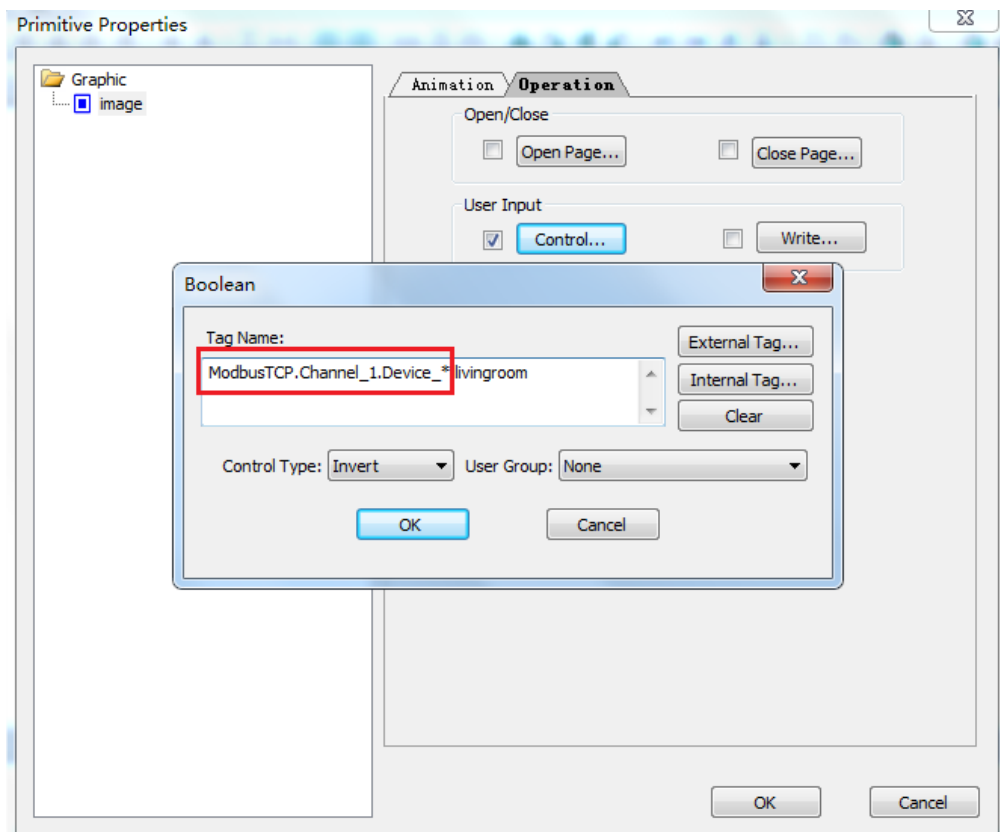 Primitive Properties
Graphic
image
Animation
Operation
Open/Close
Open Page...
Close Page...
User Input
Control...
Write...
Boolean
Tag Name:
External Tag...
ModbusTCP.Channel_1.Device_*.livingroom
Internal Tag...
Clear
Control Type: Invert
User Group: None
OK
Cancel
OK
Cancel